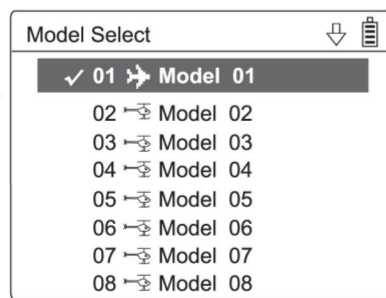 Model Select
✓ 01 Model 01
02 Model 02
03 Model 03
04 Model 04
05 Model 05
06 Model 06
07 Model 07
08 Model 08